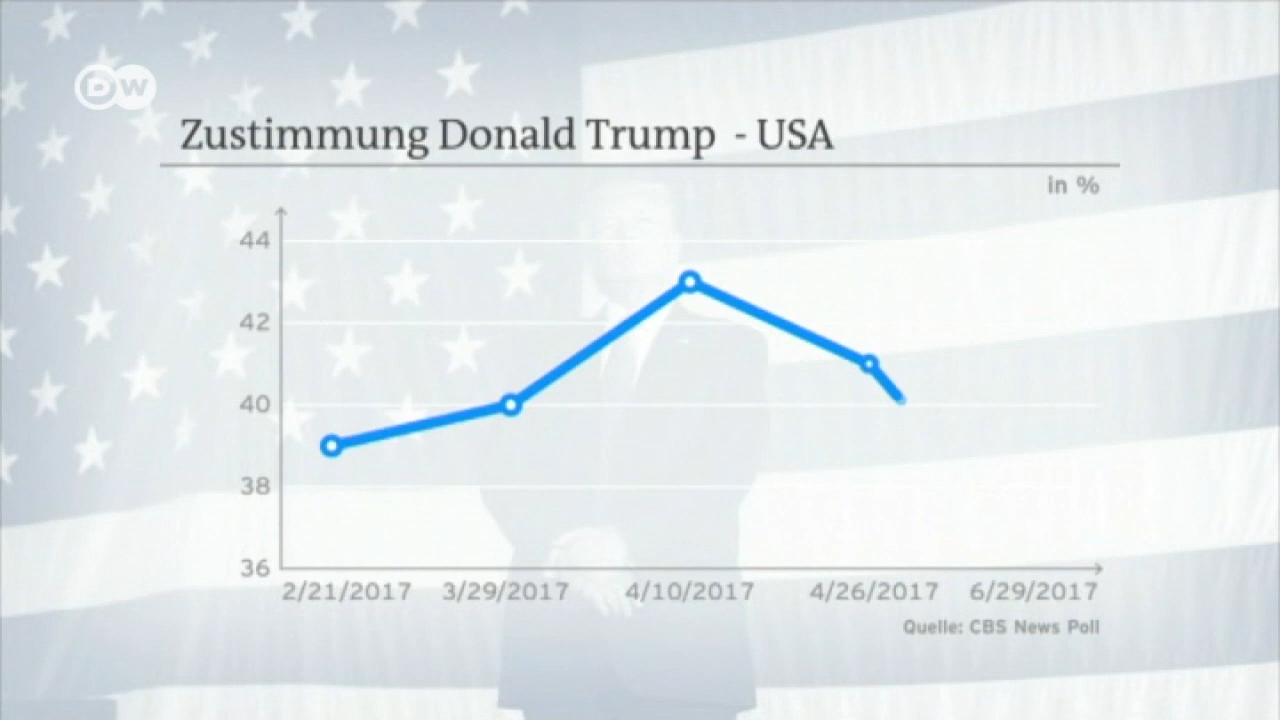 DW
Zustimmung Donald Trump - USA
in %
44
42
40
38
36
2/21/2017 3/29/2017 4/10/2017 4/26/2017 6/29/2017
Quelle: CBS News Poll